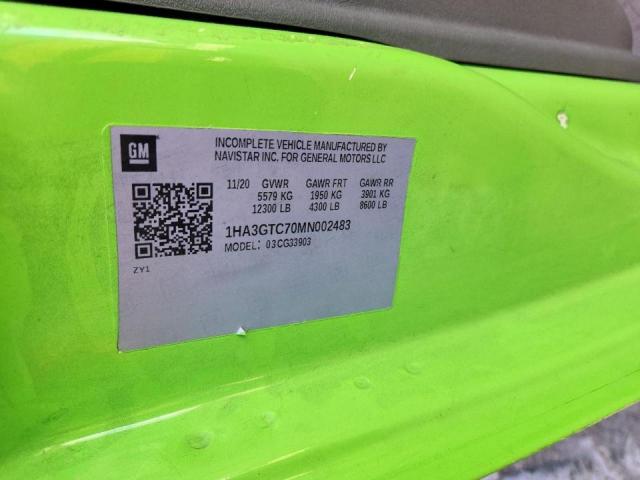 GM
INCOMPLETE VEHICLE MANUFACTURED BY
NAVISTAR INC. FOR GENERAL MOTORS LLC
11/20 GVWR GAWR FRT GAWR RR
5579 KG 1950 KG 3901 KG
12300 LB 4300 LB 8600 LB
1HA3GTC70MN002483
MODEL: 03CG33903
ZY1